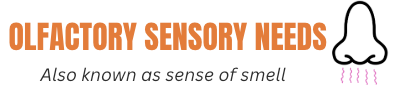 OLFACTORY SENSORY NEEDS
Also known as sense of smell